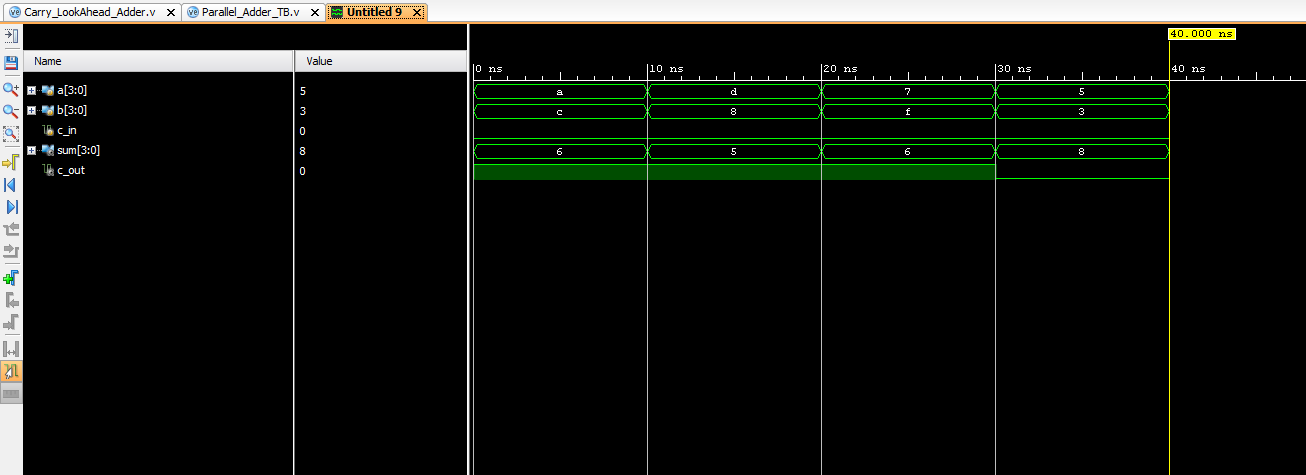 Carry_LookAhead_Adder.v Parallel_Adder_TB.v Untitled 9
40.000 ns
Name Value
0 ns 10 ns 20 ns 30 ns 40 ns
a[3:0] 5 a d 7 5
b[3:0] 3 c 8 f 3
c_in 0
sum[3:0] 8 6 5 6 8
c_out 0